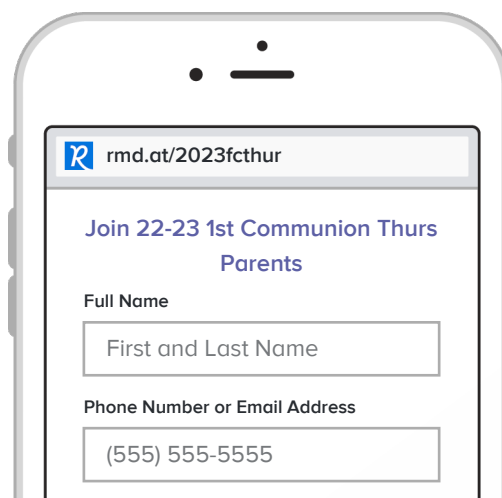 rmd.at/2023fcthur
Join 22-23 1st Communion Thurs
Parents
Full Name
First and Last Name
Phone Number or Email Address
(555) 555-5555